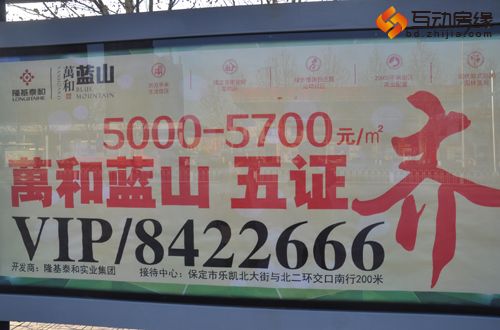 互动房缘
bd.zhijia.com
隆基泰和
LONGJITAIHE
萬和
蓝山
BLUE
MOUNTAIN
5000-5700元/㎡
萬和蓝山 五证齐
VIP/8422666
开发商：隆基泰和实业集团 接待中心：保定市乐凯北大街与北二环交口南行200米